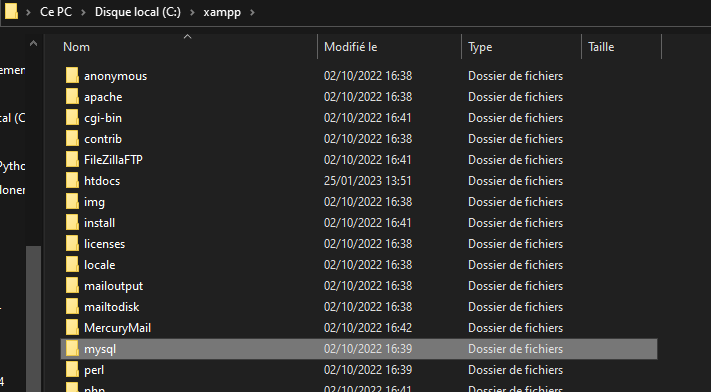 Ce PC > Disque local (C:) > xampp >
Nom Modifié le Type Taille
anonymous 02/10/2022 16:38 Dossier de fichiers
apache 02/10/2022 16:38 Dossier de fichiers
cgi-bin 02/10/2022 16:41 Dossier de fichiers
contrib 02/10/2022 16:38 Dossier de fichiers
FileZillaFTP 02/10/2022 16:41 Dossier de fichiers
htdocs 25/01/2023 13:51 Dossier de fichiers
img 02/10/2022 16:38 Dossier de fichiers
install 02/10/2022 16:41 Dossier de fichiers
licenses 02/10/2022 16:38 Dossier de fichiers
locale 02/10/2022 16:38 Dossier de fichiers
mailoutput 02/10/2022 16:38 Dossier de fichiers
mailtodisk 02/10/2022 16:38 Dossier de fichiers
MercuryMail 02/10/2022 16:42 Dossier de fichiers
mysql 02/10/2022 16:39 Dossier de fichiers
perl 02/10/2022 16:39 Dossier de fichiers
php 02/10/2022 16:41 Dossier de fichiers